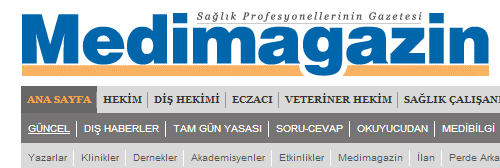 Sağlık Profesyonellerinin Gazetesi
Medimagazin
ANA SAYFA HEKİM DİŞ HEKİMİ ECZACI VETERİNER HEKİM SAĞLIK ÇALIŞANI
GÜNCEL DIŞ HABERLER TAM GÜN YASASI SORU-CEVAP OKUYUCUDAN MEDİBİLGİ
Yazarlar Klinikler Dernekler Akademisyenler Etkinlikler Medimagazin İlan Perde Arka